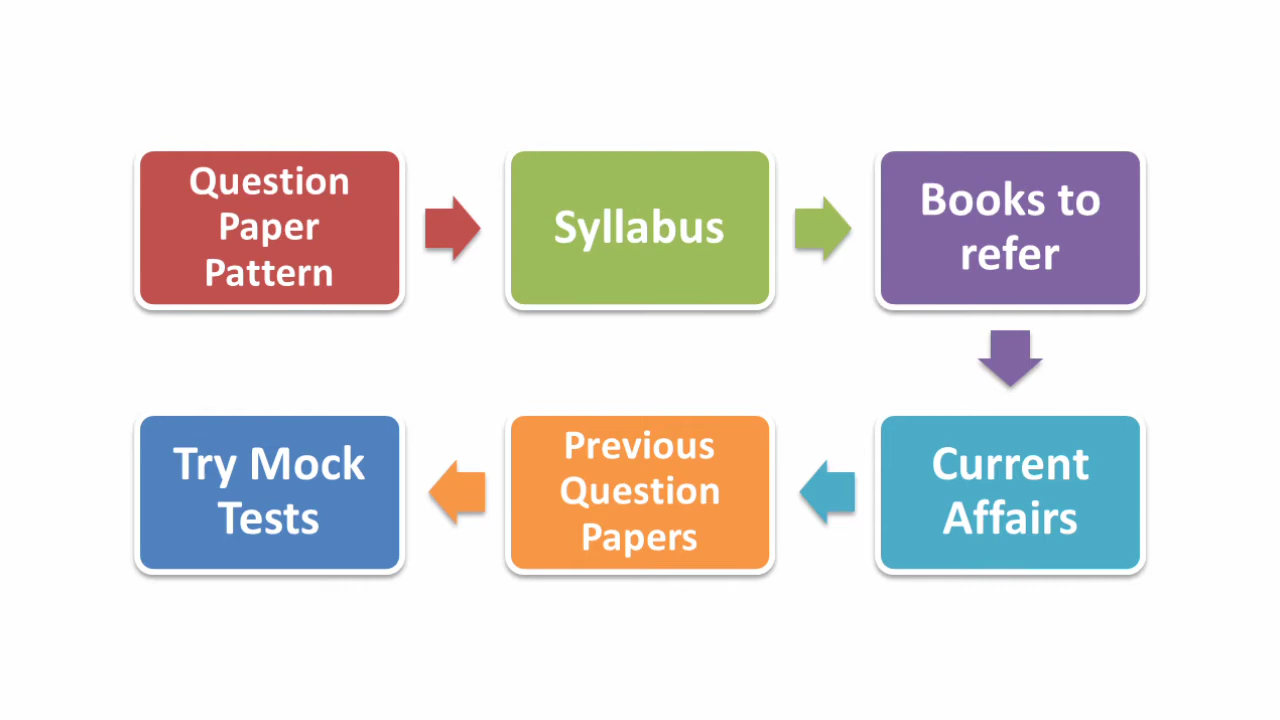 Question
Paper
Pattern
Syllabus
Books to
refer
Current
Affairs
Previous
Question
Papers
Try Mock
Tests